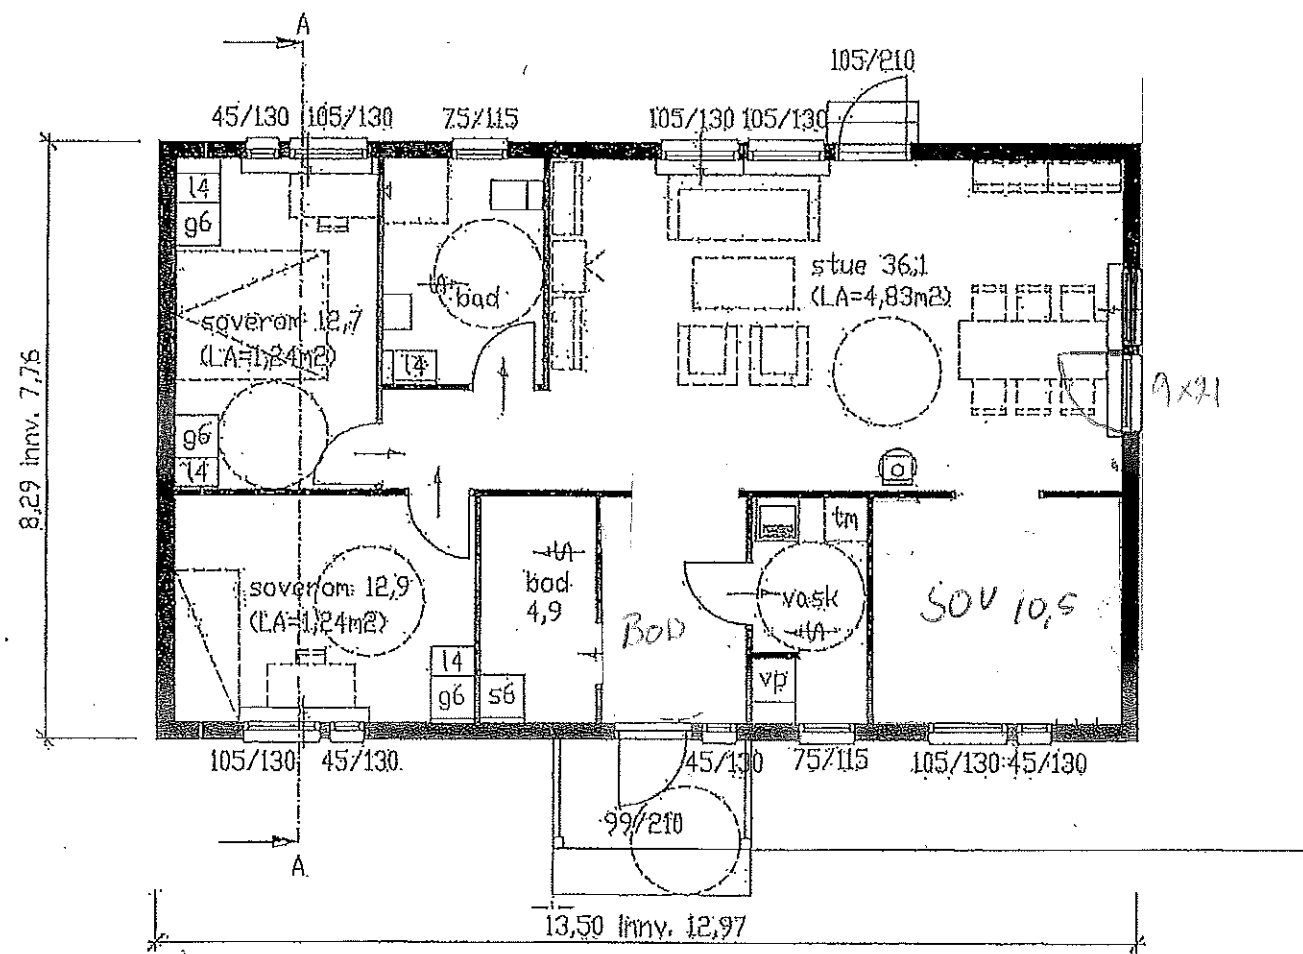 A
105/210
45/130 105/130 75/115 105/130 105/130
l4
g6
stue 36,1
(LA=4,83m2)
bad
soverom 12,7
(LA=1,24m2)
l4
8,29 innv. 7,76
9x21
g6
l4
tm
soverom 12,9
(LA=1,24m2)
bod
4,9
vask
SOV 10,5
BOD
l4
g6
s6
vp
105/130 45/130 45/130 75/115 105/130 45/130
99/210
A
13,50 innv. 12,97